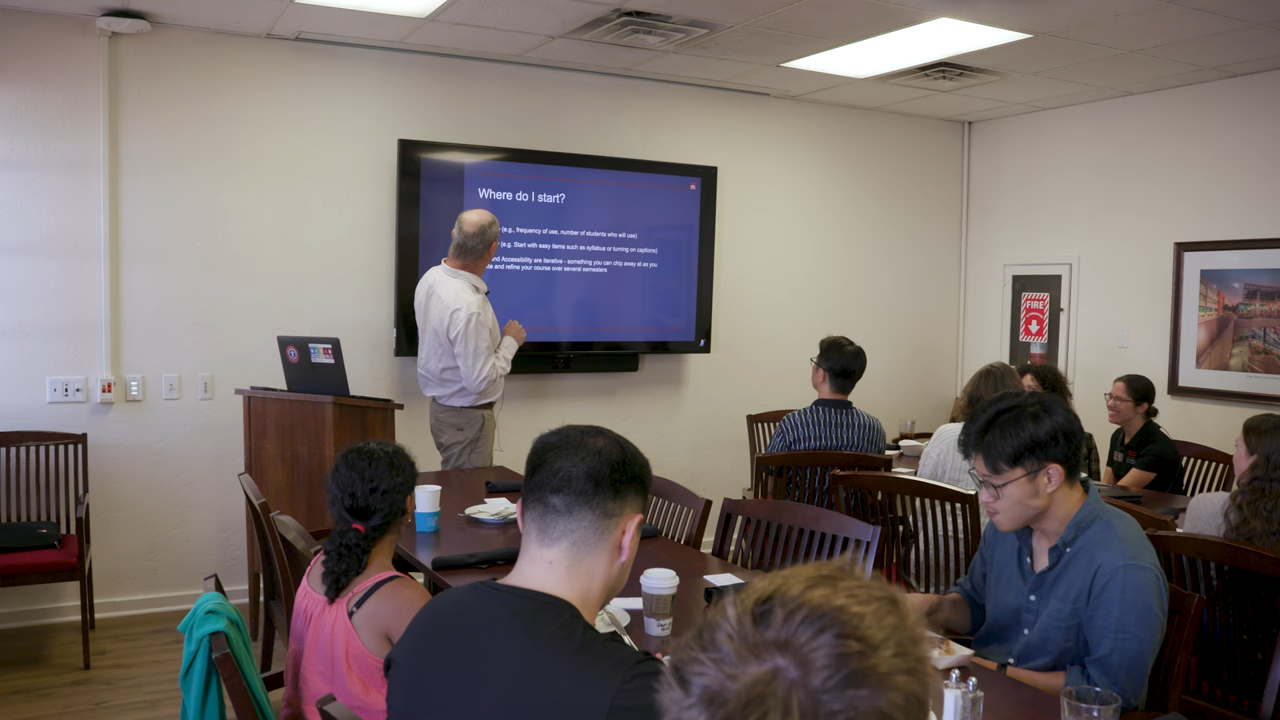 Where do I start?
(e.g., frequency of use, number of students who will use)
(e.g. Start with easy items such as syllabus or turning on captions)
nd Accessibility are iterative - something you can chip away at as you
and refine your course over several semesters
FIRE